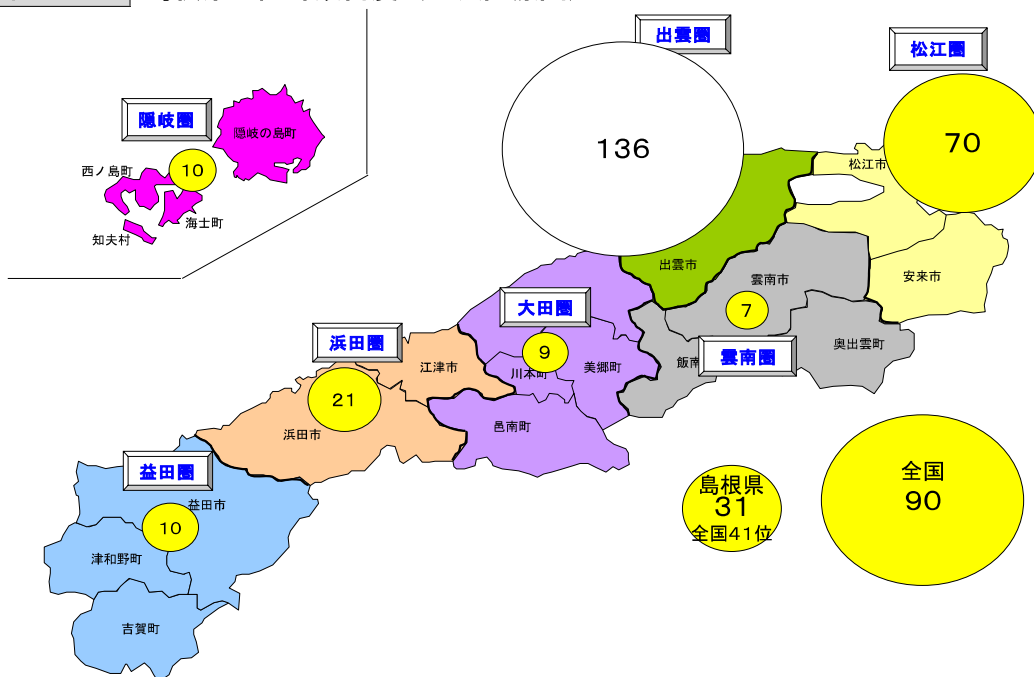 出雲圏
松江圏
136
70
隠岐圏
隠岐の島町
西ノ島町
10
海士町
知夫村
松江市
出雲市
雲南市
安来市
7
大田圏
奥出雲町
浜田圏
9
雲南圏
飯南
江津市
川本町
美郷町
21
浜田市
邑南町
益田圏
益田市
10
津和野町
吉賀町
島根県
31
全国41位
全国
90